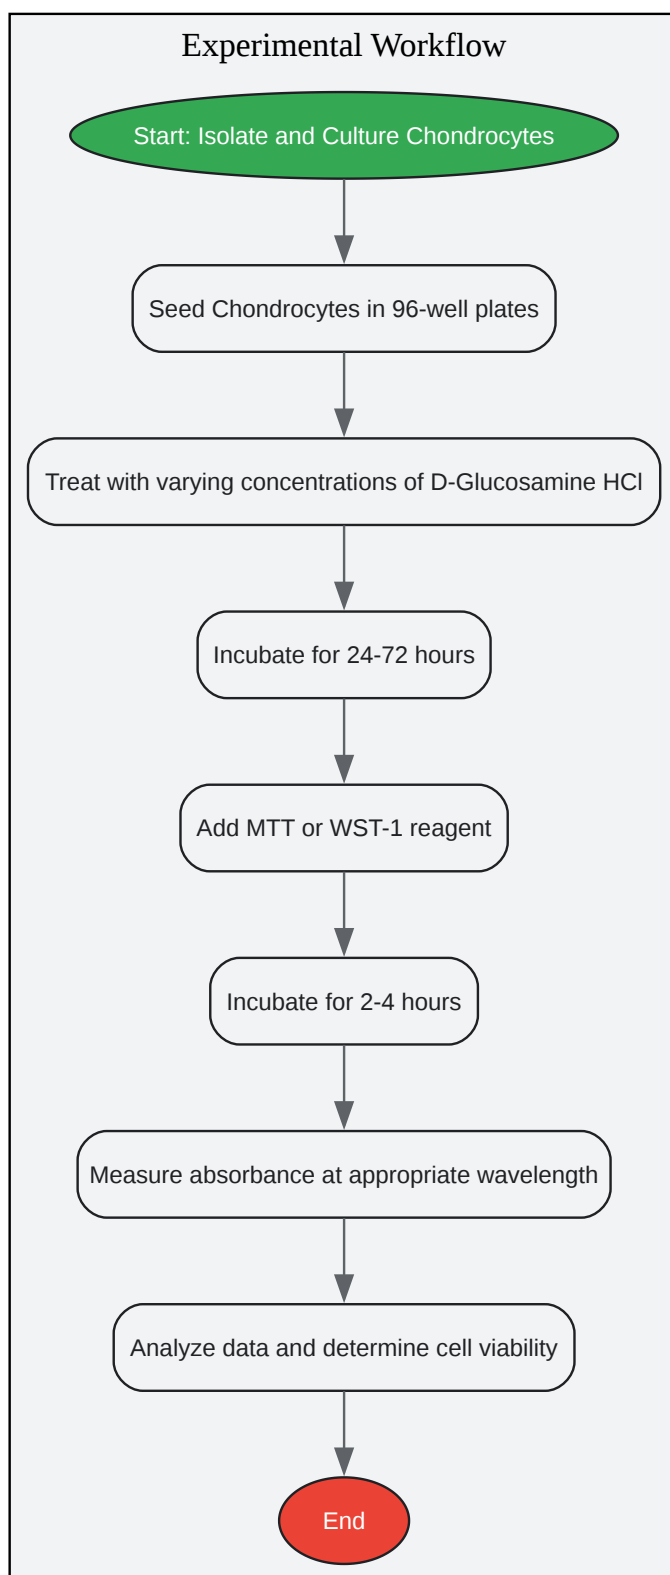 Experimental Workflow
Start: Isolate and Culture Chondrocytes
Seed Chondrocytes in 96-well plates
Treat with varying concentrations of D-Glucosamine HCl
Incubate for 24-72 hours
Add MTT or WST-1 reagent
Incubate for 2-4 hours
Measure absorbance at appropriate wavelength
Analyze data and determine cell viability
End